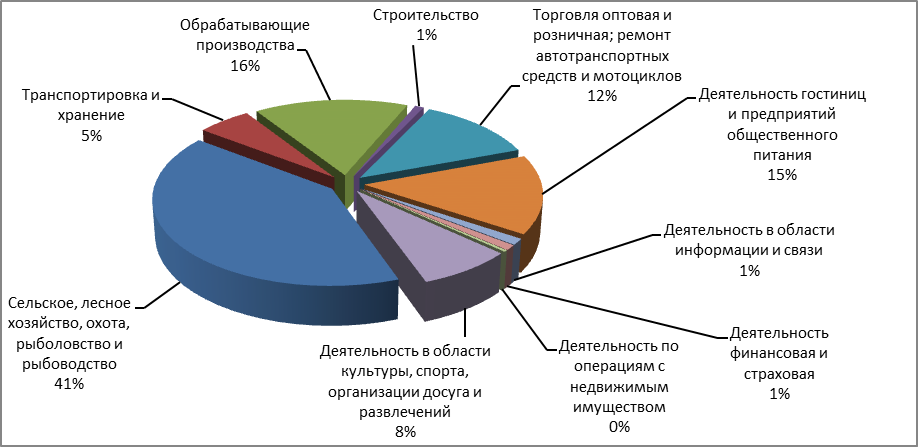 Строительство
1%
Торговля оптовая и
розничная; ремонт
автотранспортных
средств и мотоциклов
12%
Обрабатывающие
производства
16%
Транспортировка и
хранение
5%
Деятельность гостиниц
и предприятий
общественного
питания
15%
Деятельность в области
информации и связи
1%
Сельское, лесное
хозяйство, охота,
рыболовство и
рыбоводство
41%
Деятельность в области
культуры, спорта,
организации досуга и
развлечений
8%
Деятельность по
операциям с
недвижимым
имуществом
0%
Деятельность
финансовая и
страховая
1%